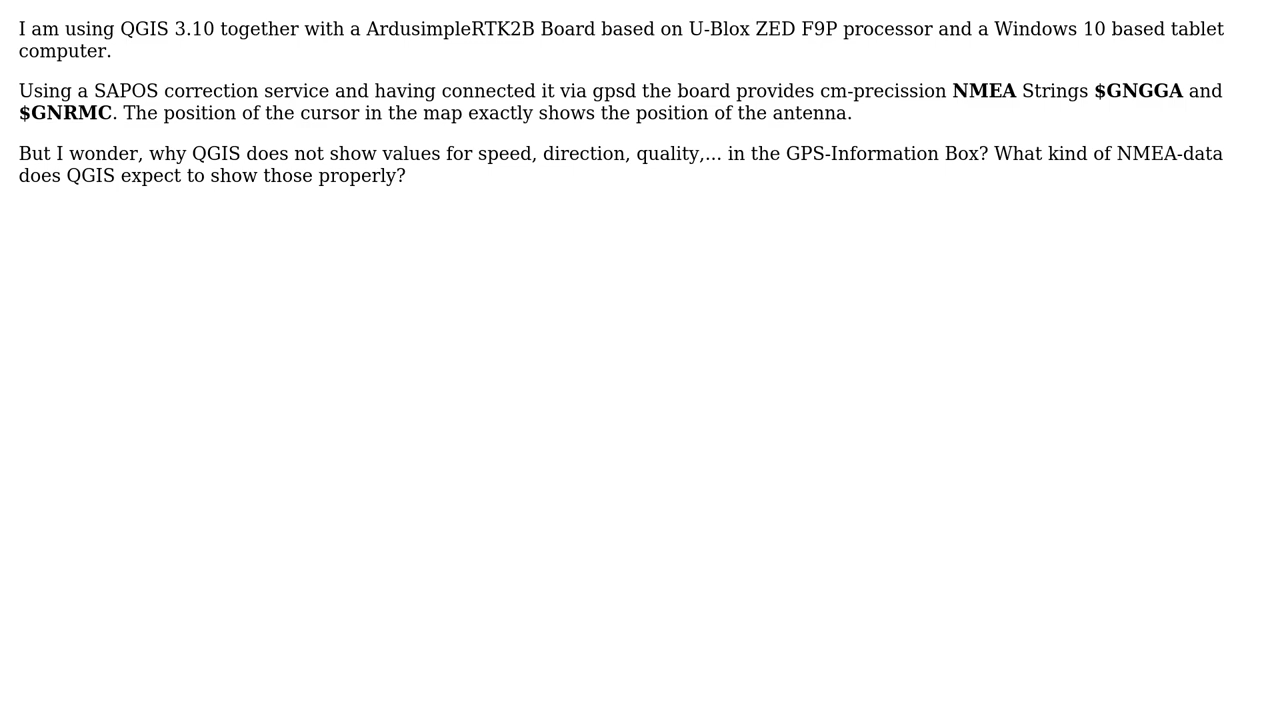 I am using QGIS 3.10 together with a ArdusimpleRTK2B Board based on U-Blox ZED F9P processor and a Windows 10 based tablet
computer.
Using a SAPOS correction service and having connected it via gpsd the board provides cm-precission NMEA Strings $GNGGA and
$GNRMC. The position of the cursor in the map exactly shows the position of the antenna.
But I wonder, why QGIS does not show values for speed, direction, quality,... in the GPS-Information Box? What kind of NMEA-data
does QGIS expect to show those properly?